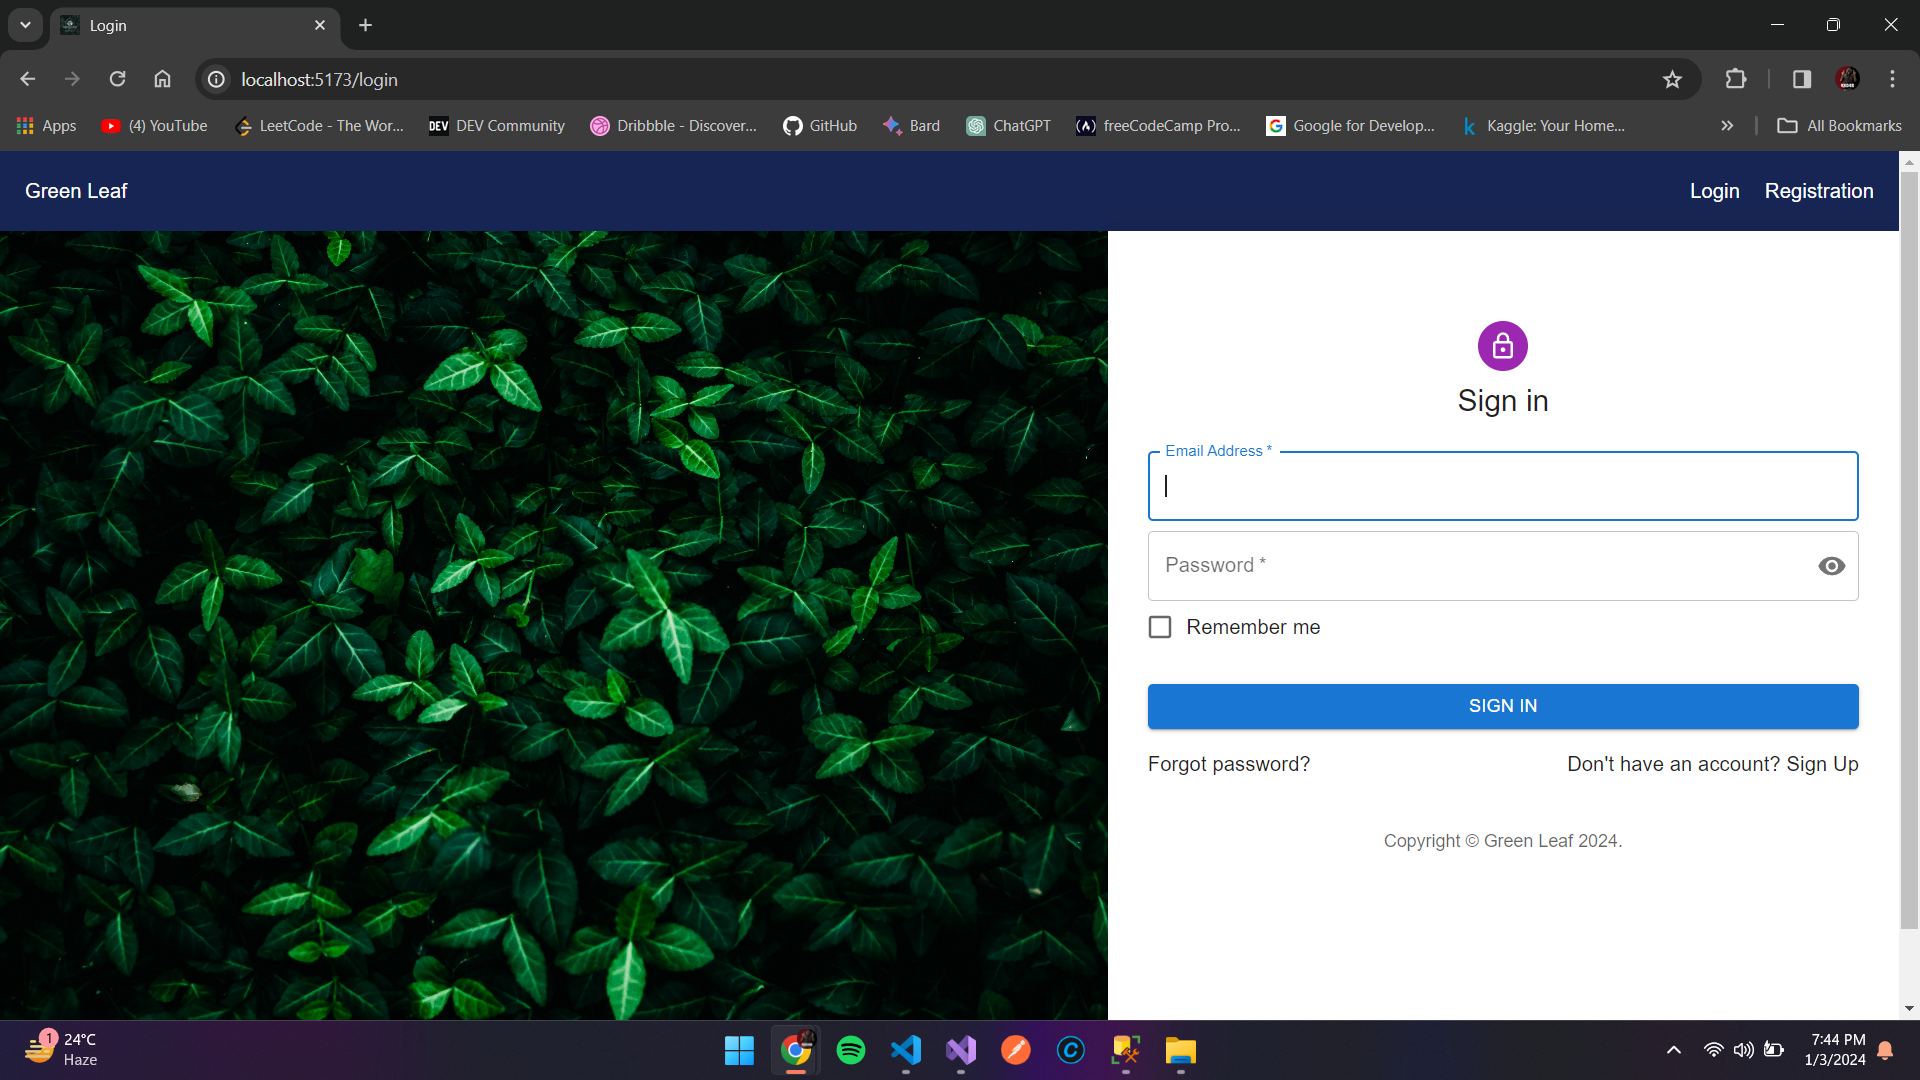 Login
localhost:5173/login
Apps (4) YouTube LeetCode - The Wor... DEV DEV Community Dribbble - Discover... GitHub Bard ChatGPT freeCodeCamp Pro... G Google for Develop... k Kaggle: Your Home... All Bookmarks
Green Leaf Login Registration
Sign in
Email Address *
Password *
Remember me
SIGN IN
Forgot password? Don't have an account? Sign Up
Copyright © Green Leaf 2024.
1 24°C 7:44 PM
Haze C 1/3/2024